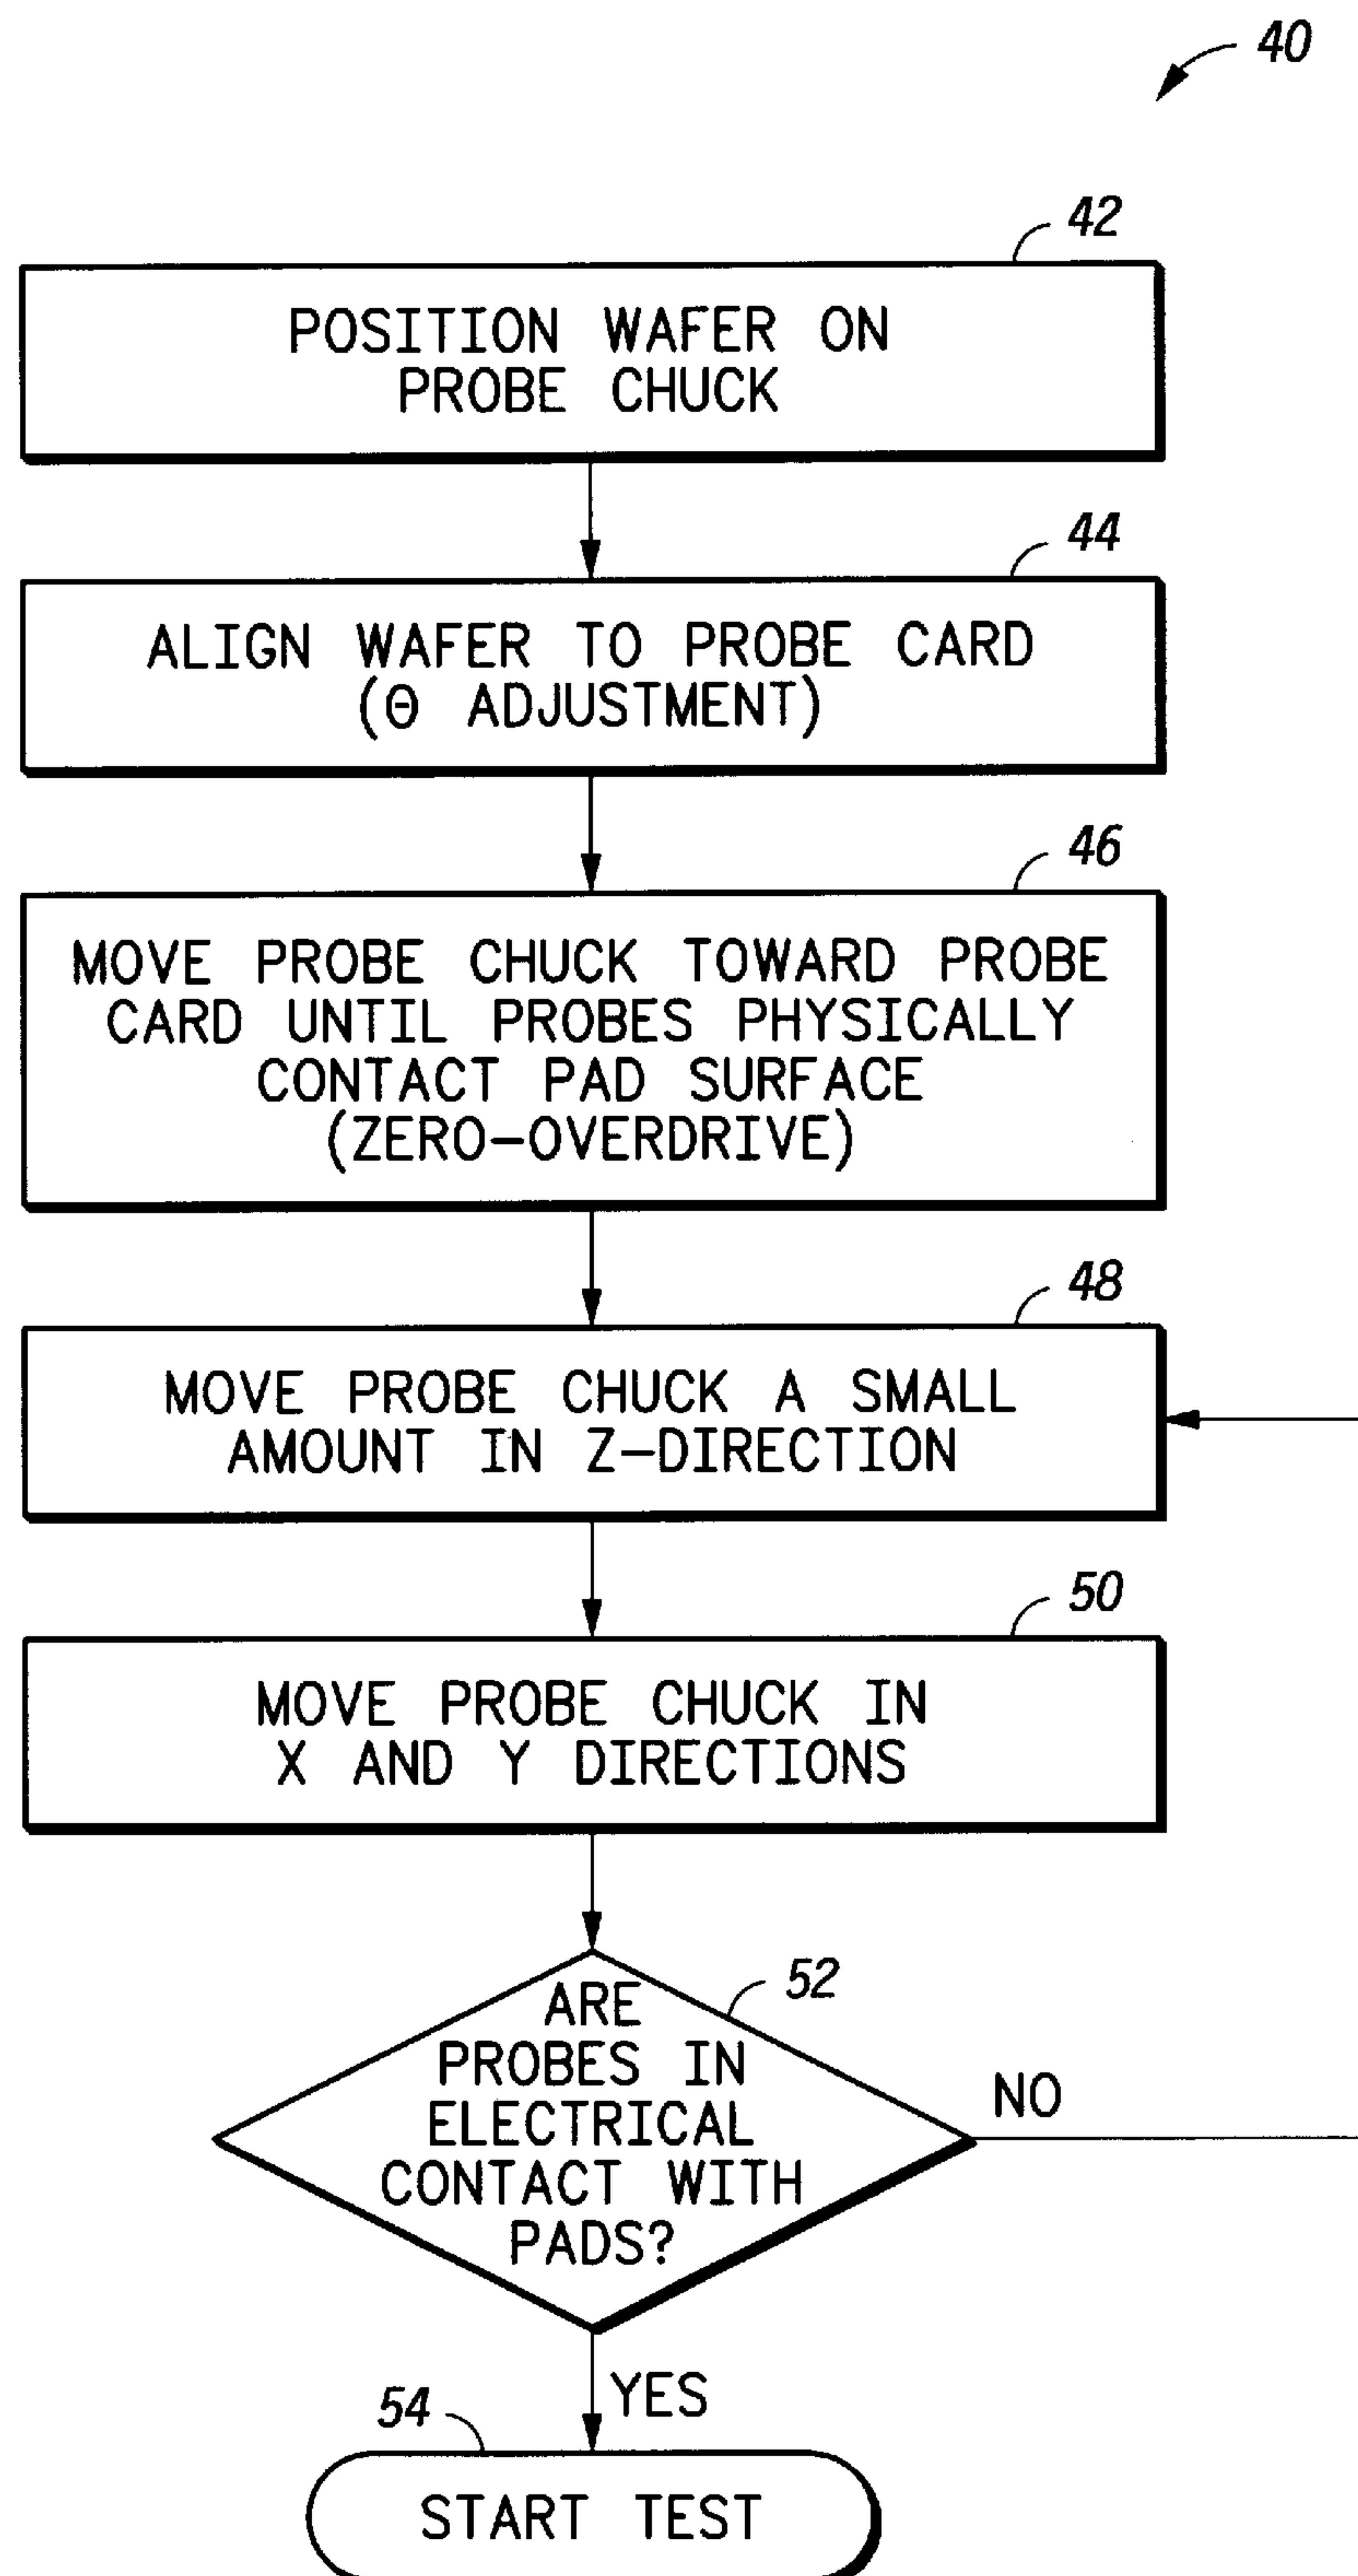 40
42
POSITION WAFER ON
PROBE CHUCK
44
ALIGN WAFER TO PROBE CARD
(Θ ADJUSTMENT)
46
MOVE PROBE CHUCK TOWARD PROBE
CARD UNTIL PROBES PHYSICALLY
CONTACT PAD SURFACE
(ZERO-OVERDRIVE)
48
MOVE PROBE CHUCK A SMALL
AMOUNT IN Z-DIRECTION
50
MOVE PROBE CHUCK IN
X AND Y DIRECTIONS
52
ARE
PROBES IN
ELECTRICAL
CONTACT WITH
PADS?
NO
YES
54
START TEST